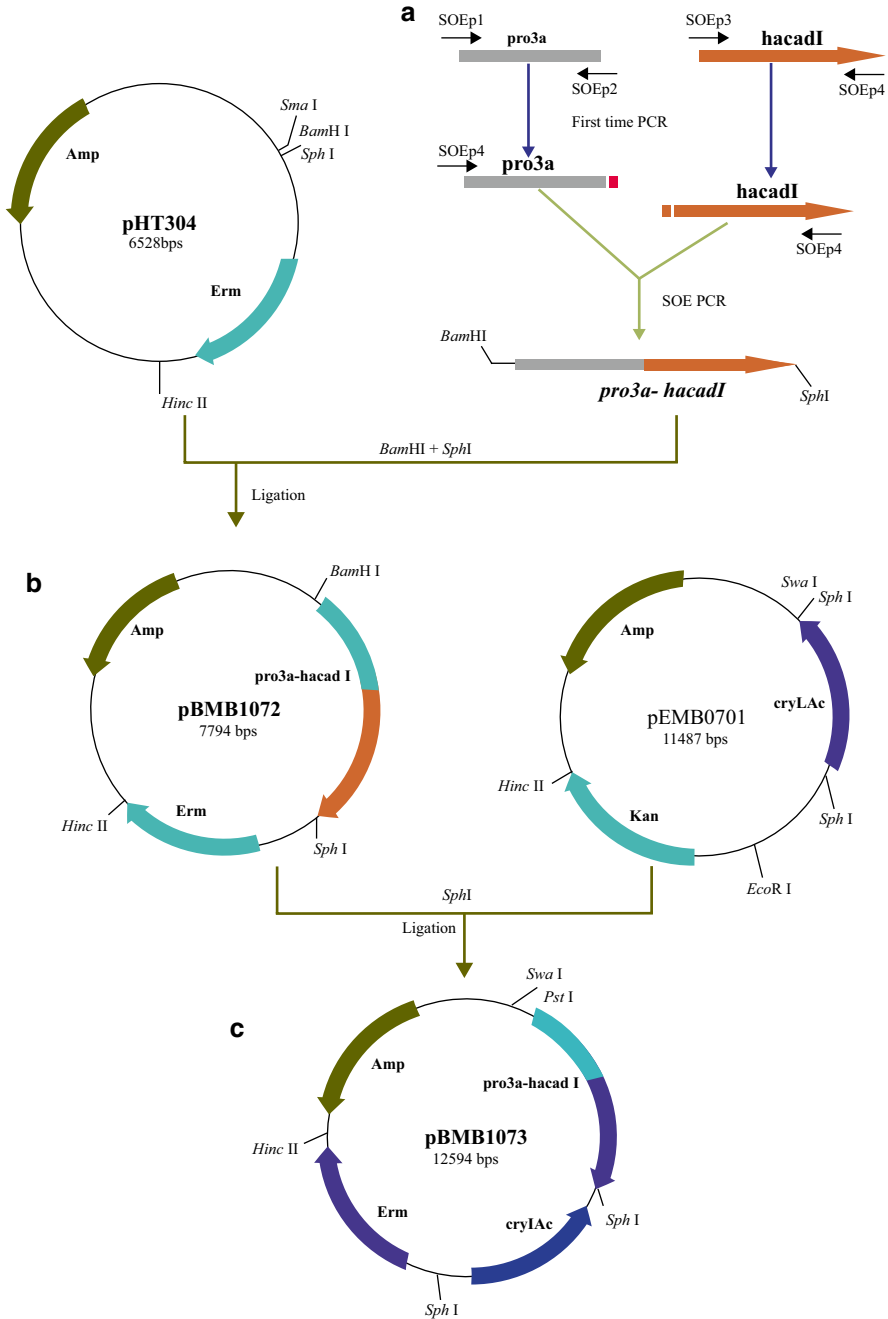 a
SOEp1
pro3a
SOEp2
SOEp3
hacadI
SOEp4
First time PCR
SOEp4
pro3a
hacadI
SOEp4
SOE PCR
BamHI
pro3a- hacadI
SphI
Sma I
BamH I
Sph I
Amp
pHT304
6528bps
Erm
Hinc II
BamHI + SphI
Ligation
b
BamH I
Amp
pro3a-hacad I
pBMB1072
7794 bps
Hinc II
Erm
Sph I
Swa I
Sph I
Amp
cryLAc
pEMB0701
11487 bps
Hinc II
Kan
Sph I
EcoR I
SphI
Ligation
c
Swa I
Pst I
Amp
pro3a-hacad I
pBMB1073
12594 bps
Hinc II
Erm
cryIAc
Sph I
Sph I